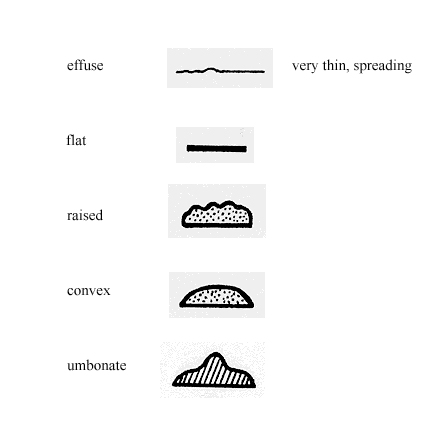 effuse very thin, spreading
flat
raised
convex
umbonate